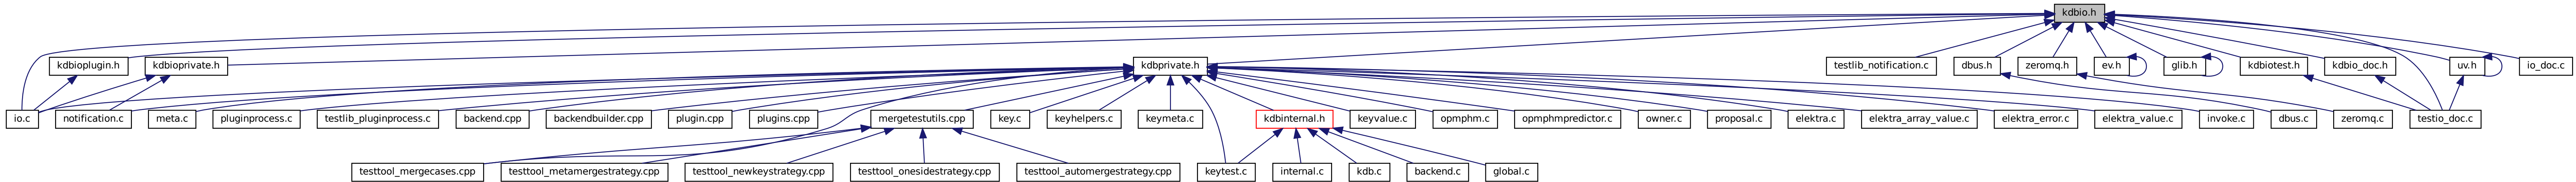 kdbio.h
kdbioplugin.h
kdbioprivate.h
kdbprivate.h
testlib_notification.c
dbus.h
zeromq.h
ev.h
glib.h
kdbiotest.h
kdbio_doc.h
uv.h
io_doc.c
io.c
notification.c
meta.c
pluginprocess.c
testlib_pluginprocess.c
backend.cpp
backendbuilder.cpp
plugin.cpp
plugins.cpp
mergetestutils.cpp
key.c
keyhelpers.c
keymeta.c
kdbinternal.h
keyvalue.c
opmphm.c
opmphmpredictor.c
owner.c
proposal.c
elektra.c
elektra_array_value.c
elektra_error.c
elektra_value.c
invoke.c
dbus.c
zeromq.c
testio_doc.c
testtool_mergecases.cpp
testtool_metamergestrategy.cpp
testtool_newkeystrategy.cpp
testtool_onesidestrategy.cpp
testtool_automergestrategy.cpp
keytest.c
internal.c
kdb.c
backend.c
global.c